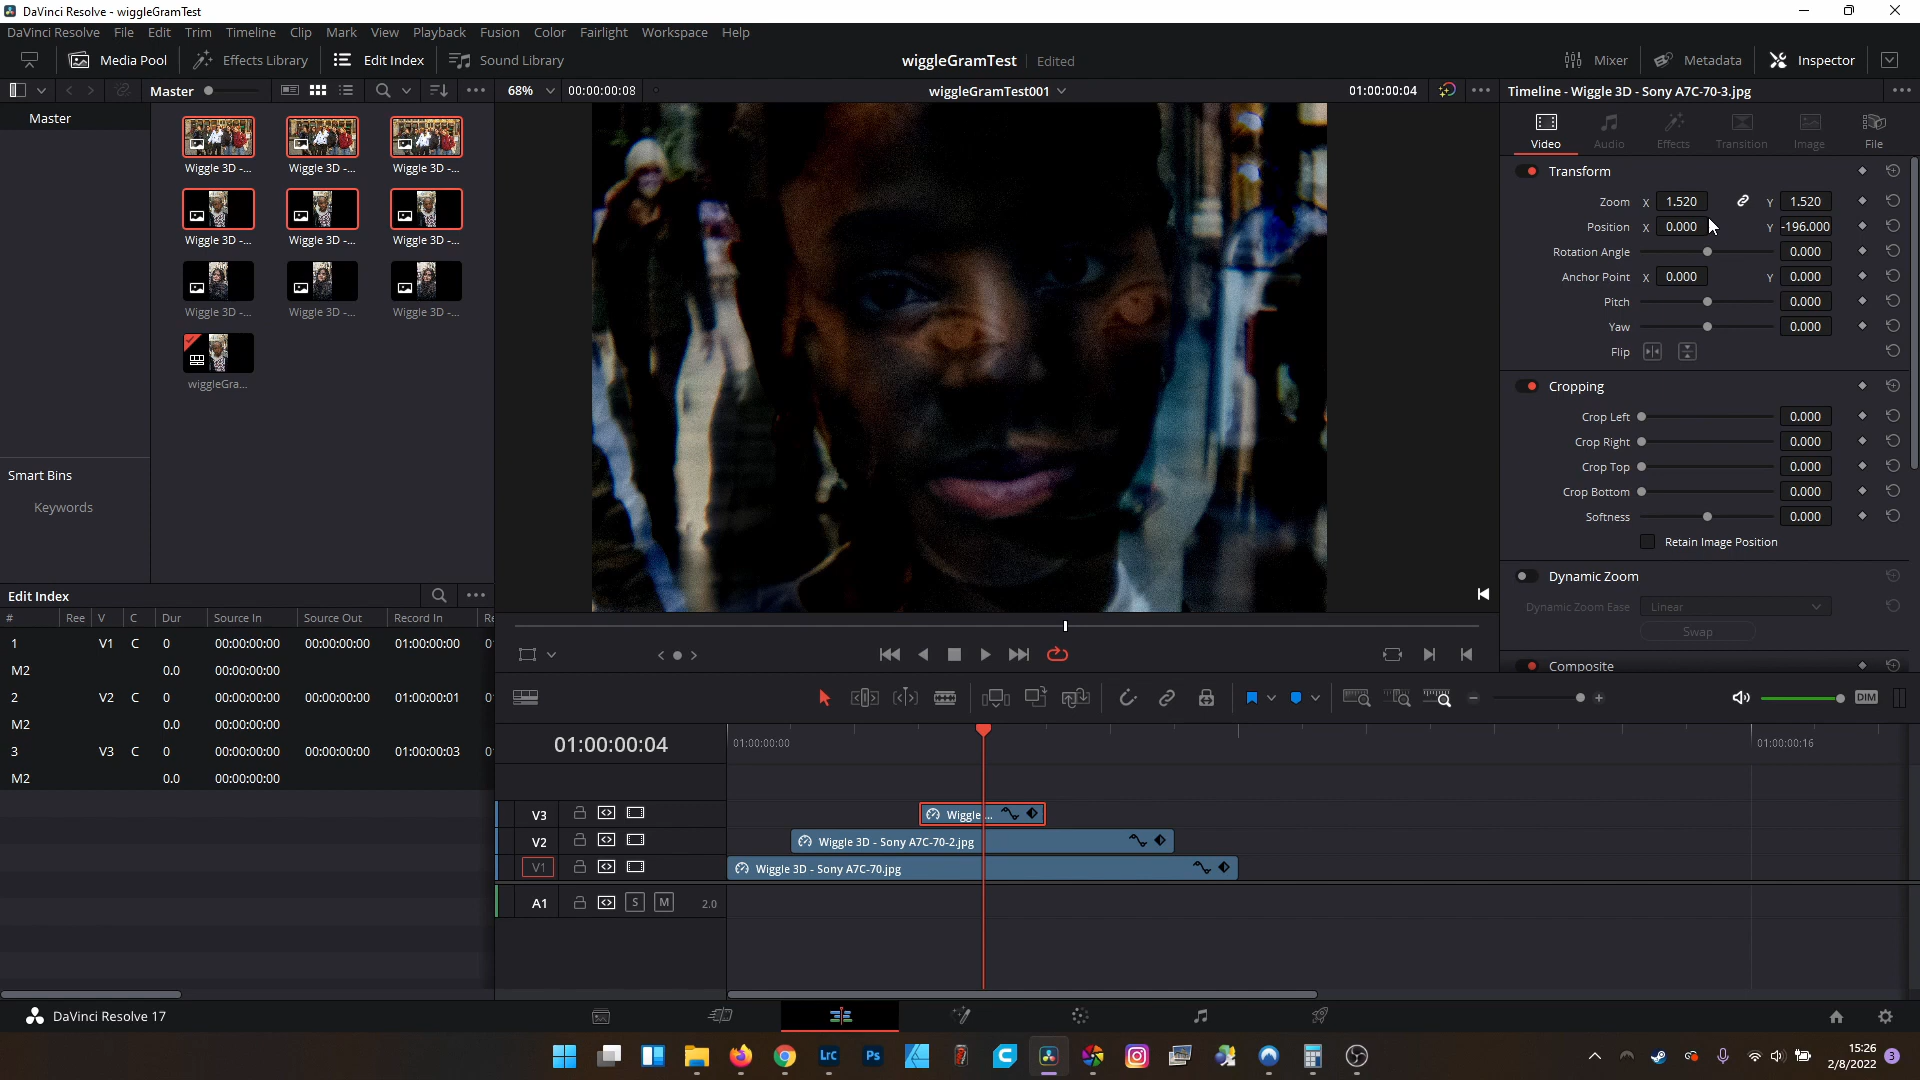 DaVinci Resolve - wiggleGramTest
DaVinci Resolve File Edit Trim Timeline Clip Mark View Playback Fusion Color Fairlight Workspace Help
Media Pool Effects Library Edit Index Sound Library wiggleGramTest Edited Mixer Metadata Inspector
Master 68% 00:00:00:08 wiggleGramTest001 01:00:00:04 Timeline - Wiggle 3D - Sony A7C-70-3.jpg
Master
Video Audio Effects Transition Image File
Wiggle 3D -... Wiggle 3D -... Wiggle 3D -...
Wiggle 3D -... Wiggle 3D -... Wiggle 3D -...
Wiggle 3D -... Wiggle 3D -... Wiggle 3D -...
wiggleGra...
Transform
Zoom X 1.520 Y 1.520
Position X 0.000 Y -196.000
Rotation Angle 0.000
Anchor Point X 0.000 Y 0.000
Pitch 0.000
Yaw 0.000
Flip
Cropping
Crop Left 0.000
Crop Right 0.000
Crop Top 0.000
Crop Bottom 0.000
Softness 0.000
Retain Image Position
Dynamic Zoom
Dynamic Zoom Ease Linear
Swap
Composite
Smart Bins
Keywords
Edit Index
# Ree V C Dur Source In Source Out Record In
1 V1 C 0 00:00:00:00 00:00:00:00 01:00:00:00
M2 0.0 00:00:00:00
2 V2 C 0 00:00:00:00 00:00:00:00 01:00:00:01
M2 0.0 00:00:00:00
3 V3 C 0 00:00:00:00 00:00:00:00 01:00:00:03
M2 0.0 00:00:00:00
DIM
01:00:00:04 01:00:00:00 01:00:00:16
V3 Wiggle ...
V2 Wiggle 3D - Sony A7C-70-2.jpg
V1 Wiggle 3D - Sony A7C-70.jpg
A1 S M 2.0
DaVinci Resolve 17
Lrc Ps
15:26
2/8/2022 3